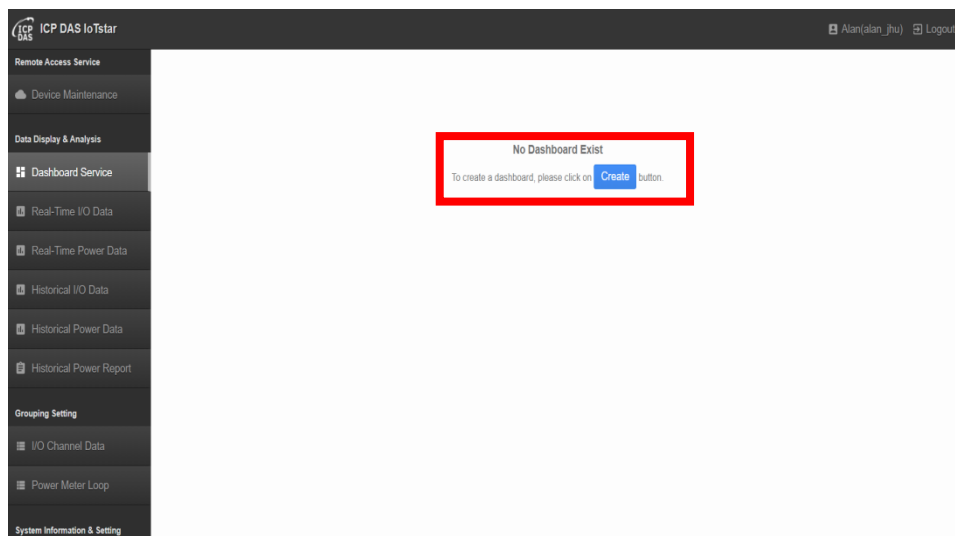 ICP DAS
ICP DAS IoTstar
Alan(alan_jhu) Logout
Remote Access Service
Device Maintenance
Data Display & Analysis
Dashboard Service
Real-Time I/O Data
Real-Time Power Data
Historical I/O Data
Historical Power Data
Historical Power Report
Grouping Setting
I/O Channel Data
Power Meter Loop
System Information & Setting
No Dashboard Exist
To create a dashboard, please click on Create button.